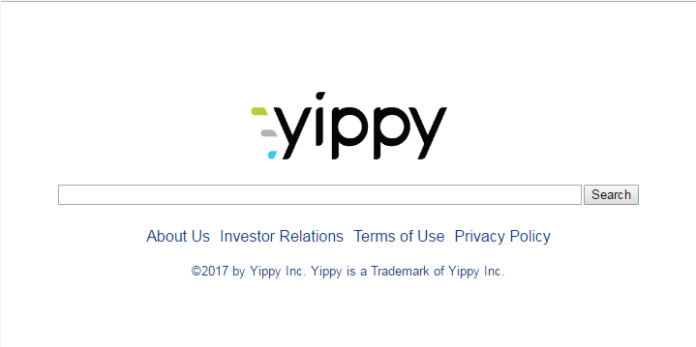 yippy
Search
About Us Investor Relations Terms of Use Privacy Policy
©2017 by Yippy Inc. Yippy is a Trademark of Yippy Inc.